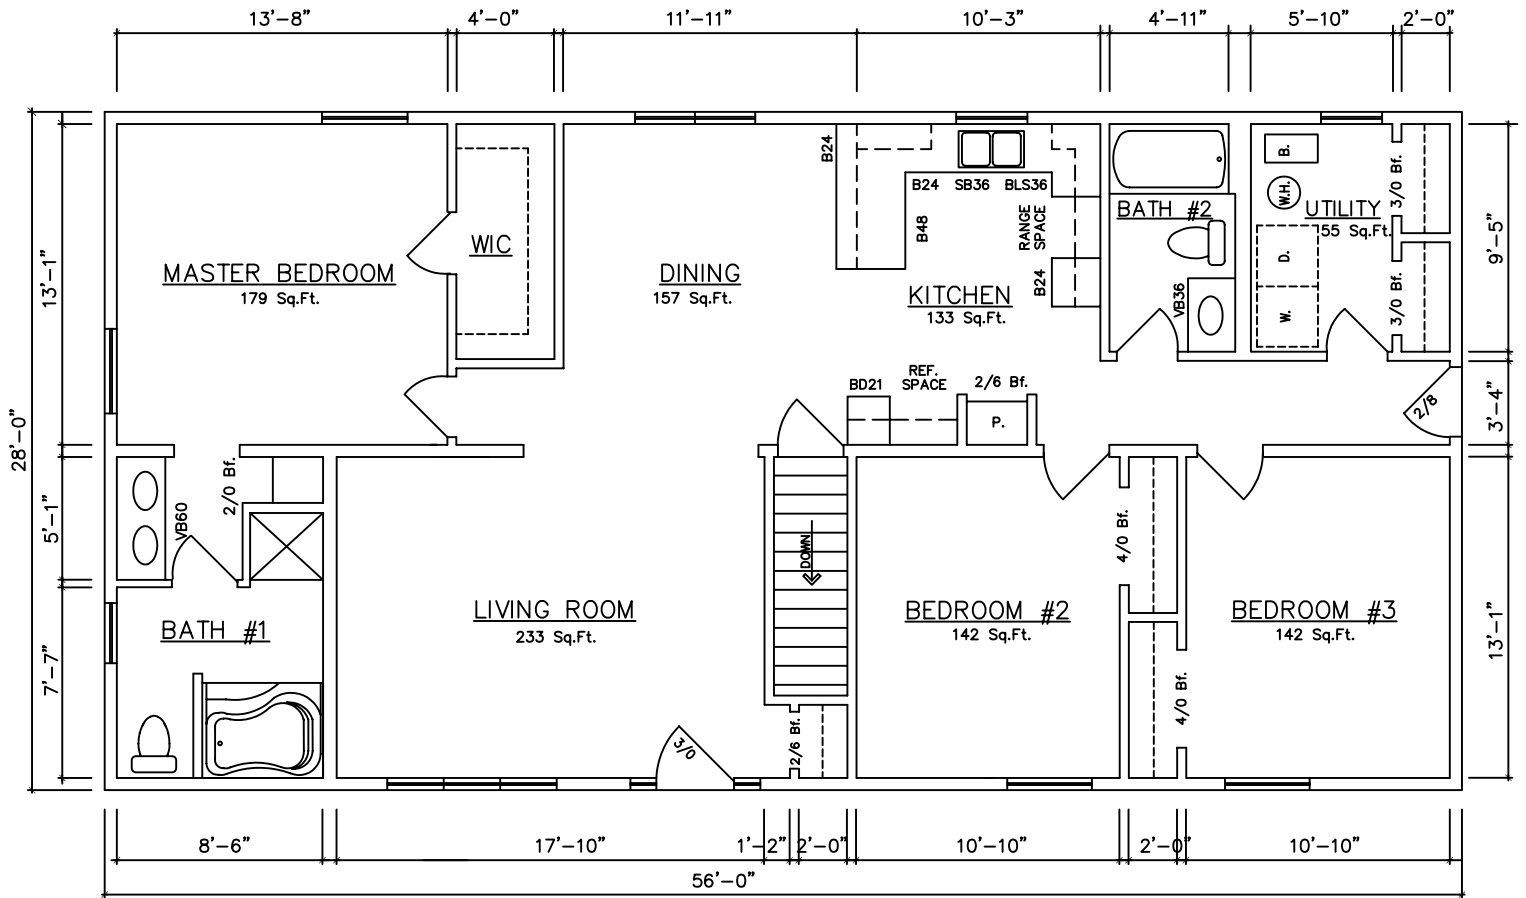 13'-8" 4'-0" 11'-11" 10'-3" 4'-11" 5'-10" 2'-0"
B24
B24 SB36 BLS36
B48
RANGE
SPACE
B24
BATH #2
VB36
B.
W.H.
UTILITY
55 Sq.Ft.
D.
W.
3/0 Bf.
3/0 Bf.
9'-5"
WIC
MASTER BEDROOM
179 Sq.Ft.
DINING
157 Sq.Ft.
KITCHEN
133 Sq.Ft.
13'-1"
28'-0"
BD21
REF.
SPACE
2/6 Bf.
P.
2/8
3'-4"
5'-1"
VB60
2/0 Bf.
DOWN
4/0 Bf.
LIVING ROOM
233 Sq.Ft.
BEDROOM #2
142 Sq.Ft.
BEDROOM #3
142 Sq.Ft.
13'-1"
BATH #1
7'-7"
4/0 Bf.
3/0
2/6 Bf.
8'-6" 17'-10" 1'-2" 2'-0" 10'-10" 2'-0" 10'-10"
56'-0"